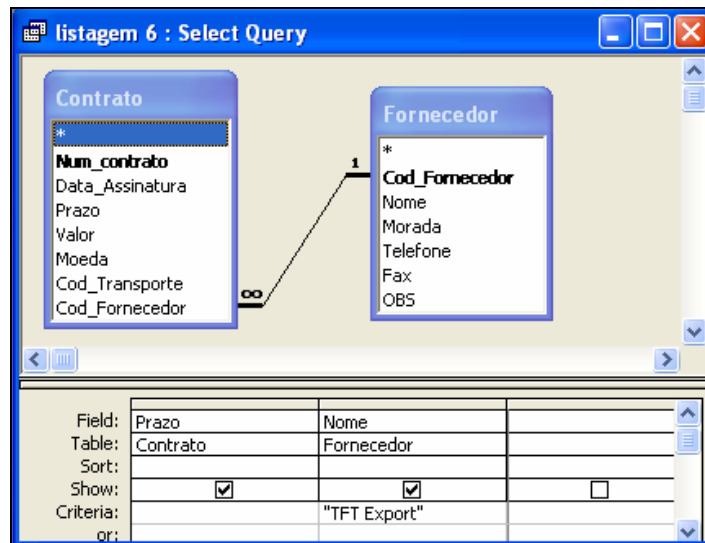 listagem 6 : Select Query
Contrato
*
Num_contrato
Data_Assinatura
Prazo
Valor
Moeda
Cod_Transporte
Cod_Fornecedor
∞
1
Fornecedor
*
Cod_Fornecedor
Nome
Morada
Telefone
Fax
OBS
Field: Prazo Nome
Table: Contrato Fornecedor
Sort:
Show:
Criteria: "TFT Export"
or: